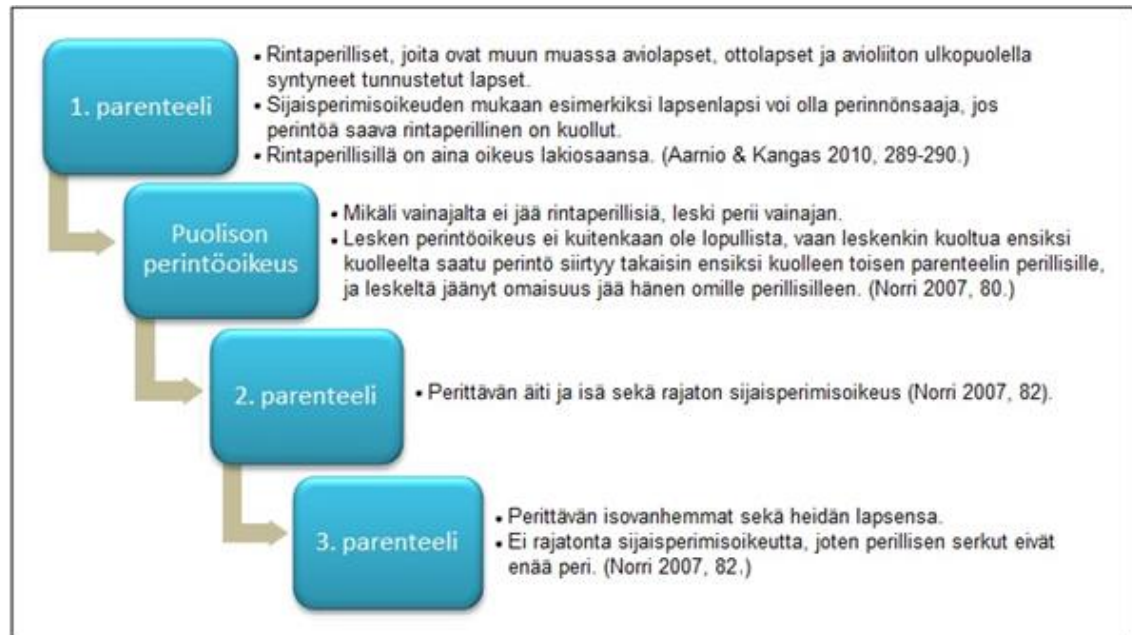 1. parenteeli
• Rintaperilliset, joita ovat muun muassa aviolapset, ottolapset ja avioliiton ulkopuolella
syntyneet tunnustetut lapset.
• Sijaisperimisoikeuden mukaan esimerkiksi lapsenlapsi voi olla perinnönsaaja, jos
perintöä saava rintaperillinen on kuollut.
• Rintaperillisillä on aina oikeus lakiosaansa. (Aarnio & Kangas 2010, 289-290.)
Puolison
perintöoikeus
• Mikäli vainajalta ei jää rintaperillisiä, leski perii vainajan.
• Lesken perintöoikeus ei kuitenkaan ole lopullista, vaan leskenkin kuoltua ensiksi
kuolleelta saatu perintö siirtyy takaisin ensiksi kuolleen toisen parenteelin perillisille,
ja leskeltä jäänyt omaisuus jää hänen omille perillisilleen. (Norri 2007, 80.)
2. parenteeli
• Perittävän äiti ja isä sekä rajaton sijaisperimisoikeus (Norri 2007, 82).
3. parenteeli
• Perittävän isovanhemmat sekä heidän lapsensa.
• Ei rajatonta sijaisperimisoikeutta, joten perillisen serkut eivät
enää peri. (Norri 2007, 82.)